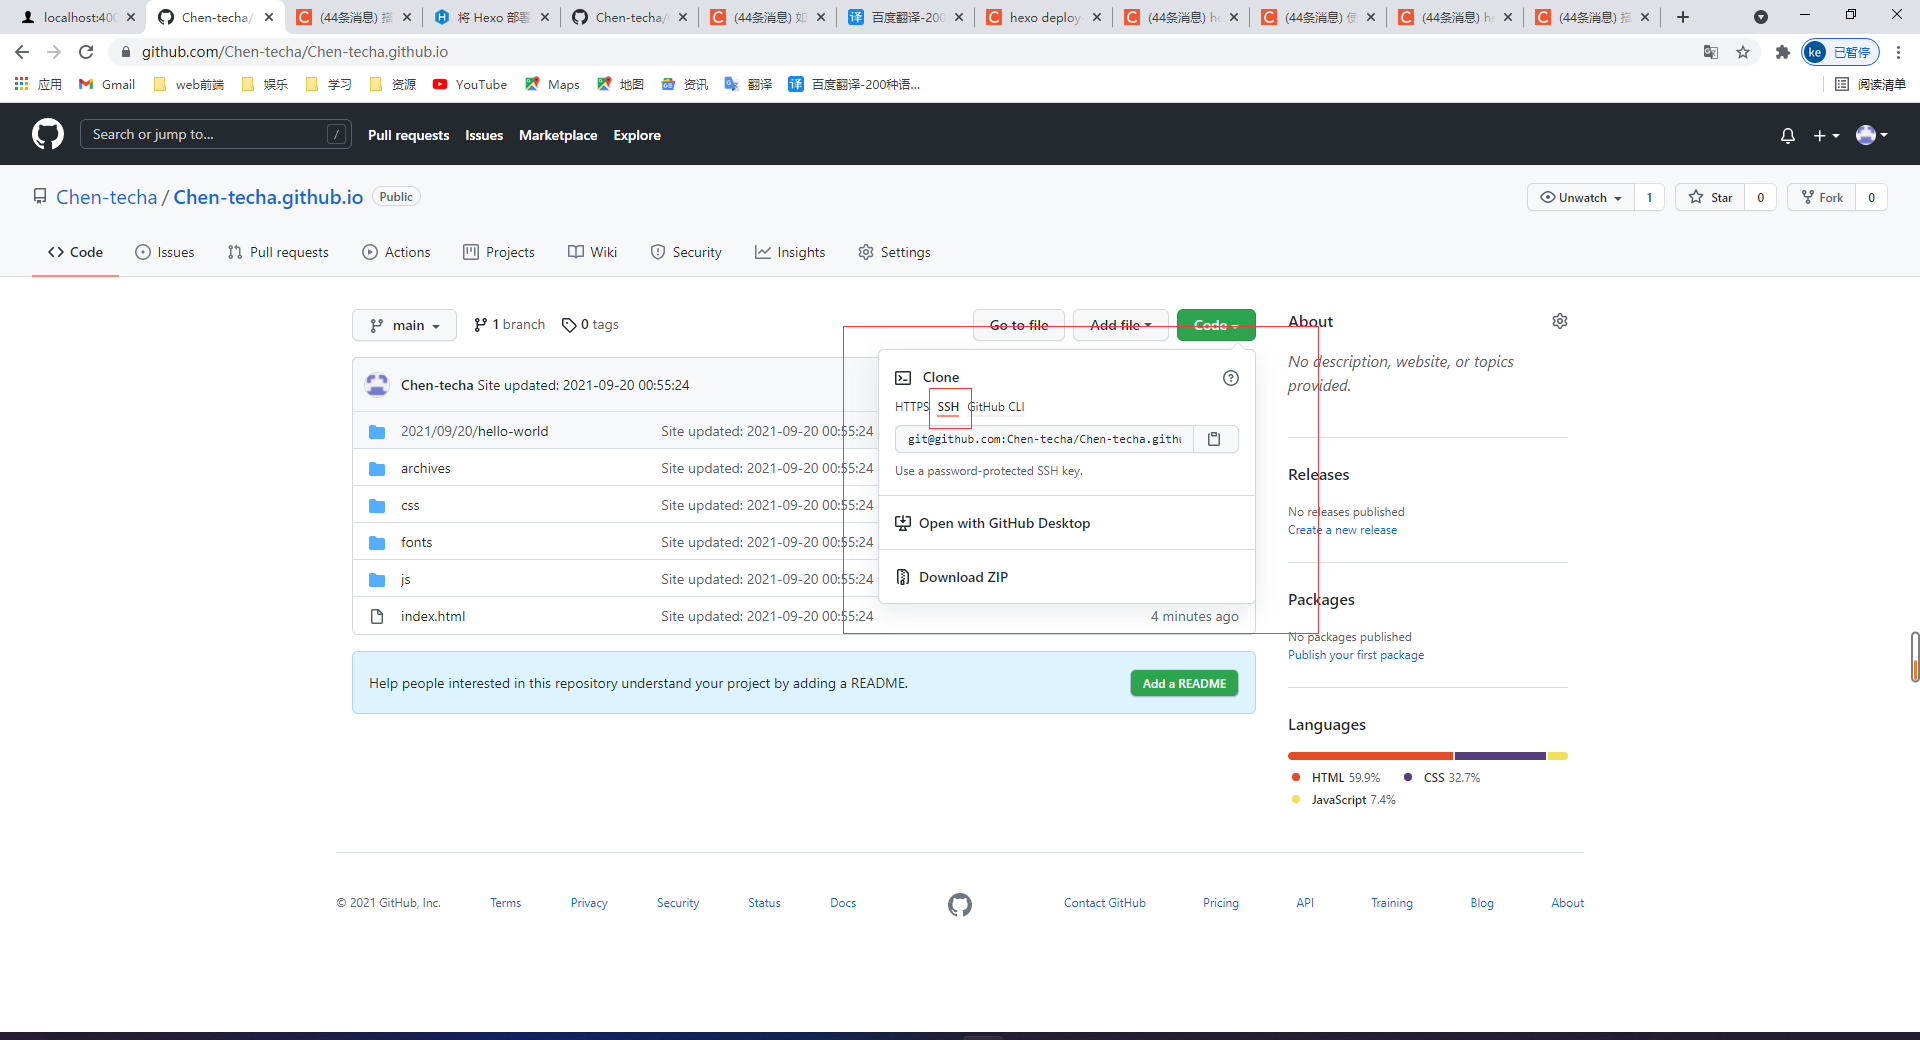 localhost:400
Chen-techa/
(44条消息) 搭
将 Hexo 部署
Chen-techa/
(44条消息) 如
百度翻译-200
hexo deploy
(44条消息) he
(44条消息) 使
(44条消息) he
(44条消息) 搭
github.com/Chen-techa/Chen-techa.github.io
ke 已暂停
应用 Gmail web前端 娱乐 学习 资源 YouTube Maps 地图 资讯 翻译 百度翻译-200种语... 阅读清单
Search or jump to... / Pull requests Issues Marketplace Explore
Chen-techa / Chen-techa.github.io Public
Unwatch 1 Star 0 Fork 0
Code Issues Pull requests Actions Projects Wiki Security Insights Settings
main 1 branch 0 tags Go to file Add file Code
Chen-techa Site updated: 2021-09-20 00:55:24
2021/09/20/hello-world Site updated: 2021-09-20 00:55:24
archives Site updated: 2021-09-20 00:55:24
css Site updated: 2021-09-20 00:55:24
fonts Site updated: 2021-09-20 00:55:24
js Site updated: 2021-09-20 00:55:24
index.html Site updated: 2021-09-20 00:55:24 4 minutes ago
Clone
HTTPS SSH GitHub CLI
git@github.com:Chen-techa/Chen-techa.githu
Use a password-protected SSH key.
Open with GitHub Desktop
Download ZIP
Help people interested in this repository understand your project by adding a README. Add a README
About
No description, website, or topics
provided.
Releases
No releases published
Create a new release
Packages
No packages published
Publish your first package
Languages
HTML 59.9% CSS 32.7%
JavaScript 7.4%
© 2021 GitHub, Inc. Terms Privacy Security Status Docs Contact GitHub Pricing API Training Blog About